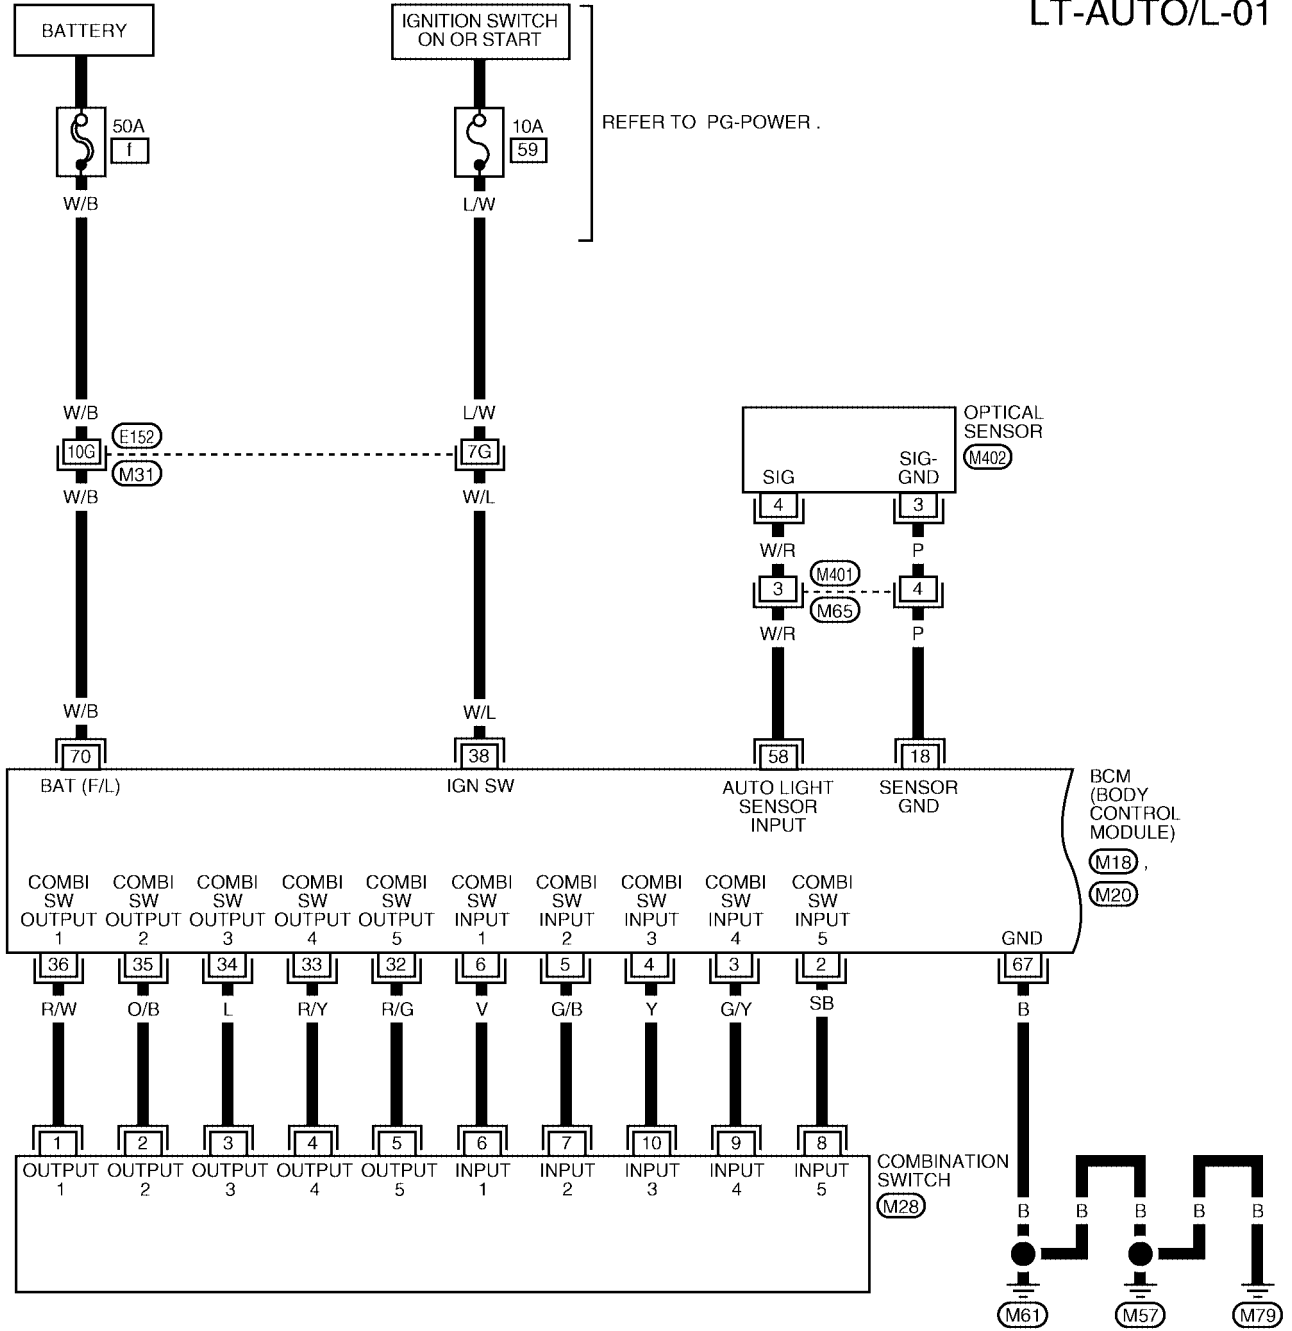 LT-AUTO/L-01
BATTERY
IGNITION SWITCH
ON OR START
50A
f
10A
59
REFER TO PG-POWER .
W/B
L/W
W/B
L/W
E152
10G
7G
M31
W/B
W/L
OPTICAL
SENSOR
M402
SIG
SIG-
GND
4
3
W/R
P
M401
3
4
M65
W/R
P
W/B
W/L
70
38
58
18
BAT (F/L)
IGN SW
AUTO LIGHT
SENSOR
INPUT
SENSOR
GND
BCM
(BODY
CONTROL
MODULE)
M18 ,
M20
COMBI
SW
OUTPUT
1
COMBI
SW
OUTPUT
2
COMBI
SW
OUTPUT
3
COMBI
SW
OUTPUT
4
COMBI
SW
OUTPUT
5
COMBI
SW
INPUT
1
COMBI
SW
INPUT
2
COMBI
SW
INPUT
3
COMBI
SW
INPUT
4
COMBI
SW
INPUT
5
GND
36
35
34
33
32
6
5
4
3
2
67
R/W
O/B
L
R/Y
R/G
V
G/B
Y
G/Y
SB
B
1
2
3
4
5
6
7
10
9
8
OUTPUT
1
OUTPUT
2
OUTPUT
3
OUTPUT
4
OUTPUT
5
INPUT
1
INPUT
2
INPUT
3
INPUT
4
INPUT
5
COMBINATION
SWITCH
M28
B
B
B
B
B
M61
M57
M79